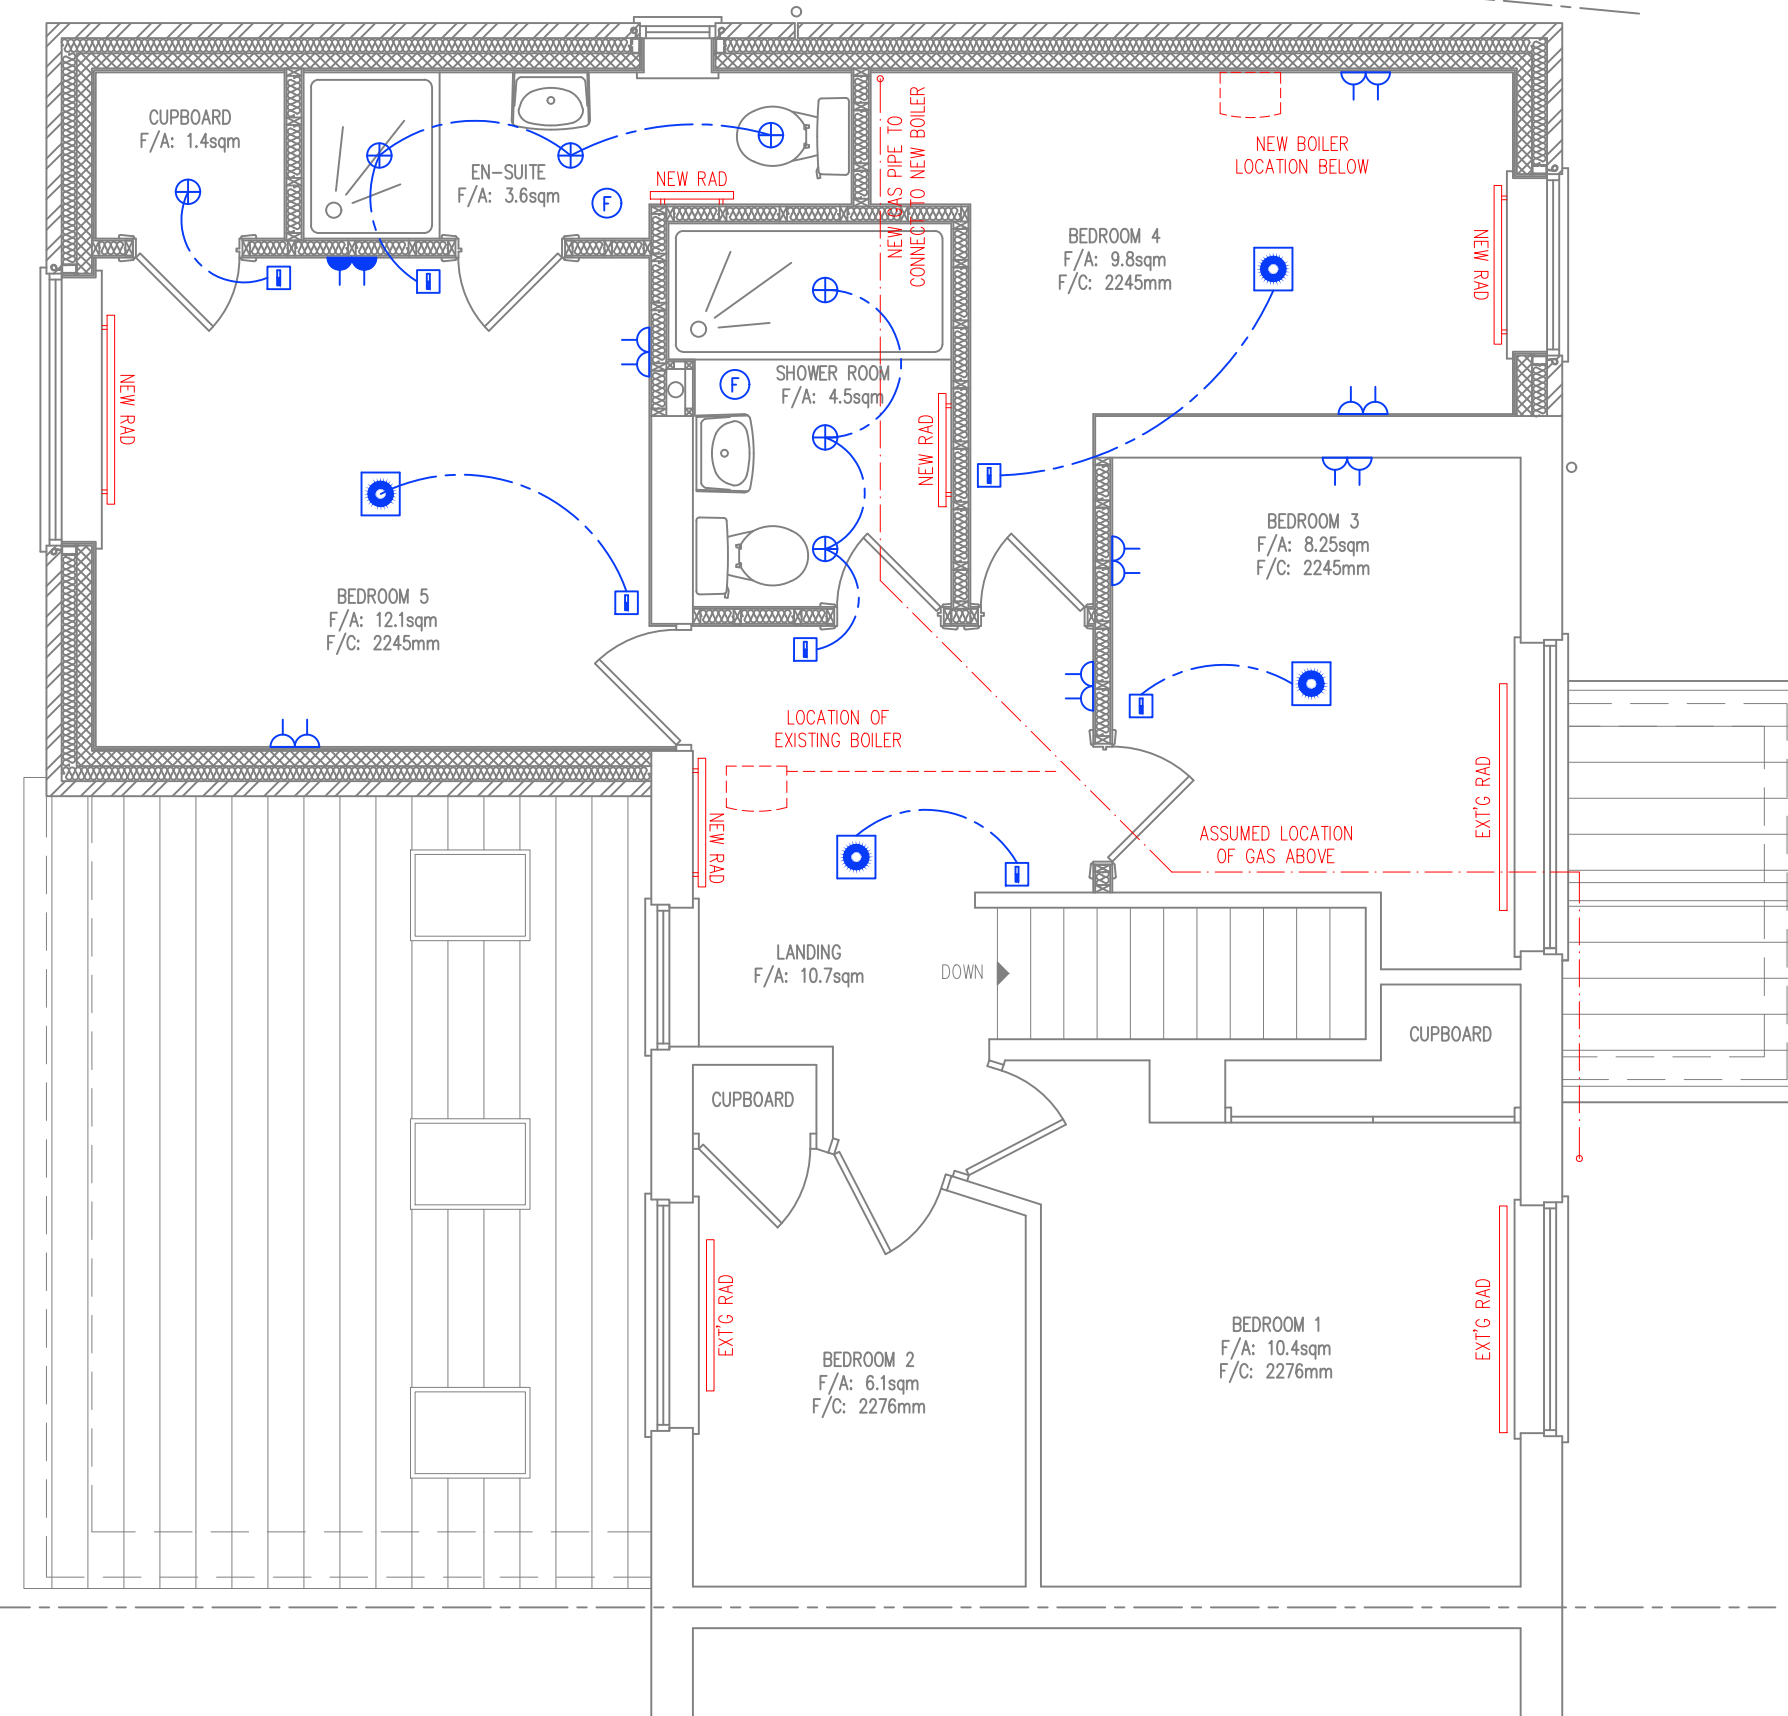 CUPBOARD
F/A: 1.4sqm
EN-SUITE
F/A: 3.6sqm
F
NEW RAD
NEW GAS PIPE TO
CONNECT TO NEW BOILER
NEW BOILER
LOCATION BELOW
BEDROOM 4
F/A: 9.8sqm
F/C: 2245mm
NEW RAD
NEW RAD
F
SHOWER ROOM
F/A: 4.5sqm
NEW RAD
BEDROOM 3
F/A: 8.25sqm
F/C: 2245mm
BEDROOM 5
F/A: 12.1sqm
F/C: 2245mm
LOCATION OF
EXISTING BOILER
NEW RAD
EXT'G RAD
ASSUMED LOCATION
OF GAS ABOVE
LANDING
F/A: 10.7sqm
DOWN
CUPBOARD
CUPBOARD
EXT'G RAD
BEDROOM 2
F/A: 6.1sqm
F/C: 2276mm
BEDROOM 1
F/A: 10.4sqm
F/C: 2276mm
EXT'G RAD